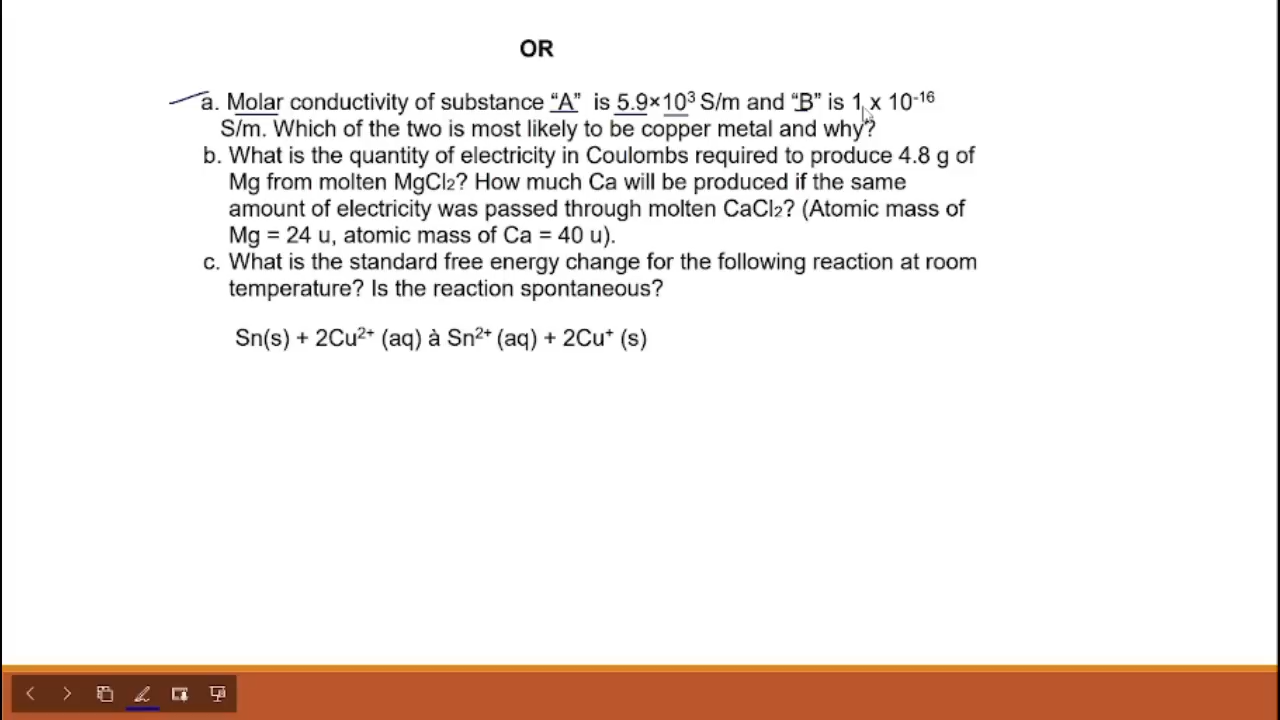 OR
a. Molar conductivity of substance “A” is 5.9×10³ S/m and “B” is 1 x 10⁻¹⁶
S/m. Which of the two is most likely to be copper metal and why?
b. What is the quantity of electricity in Coulombs required to produce 4.8 g of
Mg from molten MgCl₂? How much Ca will be produced if the same
amount of electricity was passed through molten CaCl₂? (Atomic mass of
Mg = 24 u, atomic mass of Ca = 40 u).
c. What is the standard free energy change for the following reaction at room
temperature? Is the reaction spontaneous?
Sn(s) + 2Cu²⁺ (aq) à Sn²⁺ (aq) + 2Cu⁺ (s)